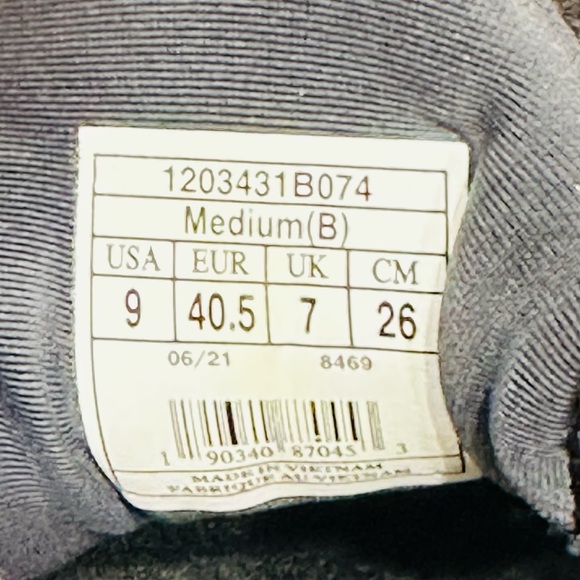 1203431B074
Medium(B)
USA EUR UK CM
9 40.5 7 26
06/21 8469
1 90340 87045 3
MADE IN VIETNAM
FABRIQUE AU VIETNAM